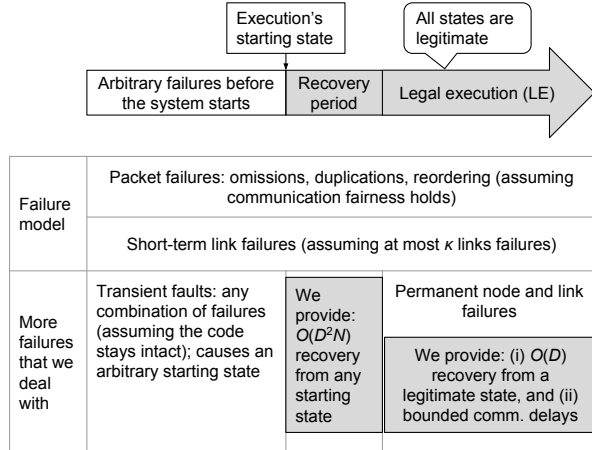 Execution's
starting state
All states are
legitimate
Arbitrary failures before
the system starts
Recovery
period
Legal execution (LE)
Failure
model
Packet failures: omissions, duplications, reordering (assuming
communication fairness holds)
Short-term link failures (assuming at most κ links failures)
More
failures
that we
deal
with
Transient faults: any
combination of failures
(assuming the code
stays intact); causes an
arbitrary starting state
We
provide:
O(D²N)
recovery
from any
starting
state
Permanent node and link
failures
We provide: (i) O(D)
recovery from a
legitimate state, and (ii)
bounded comm. delays